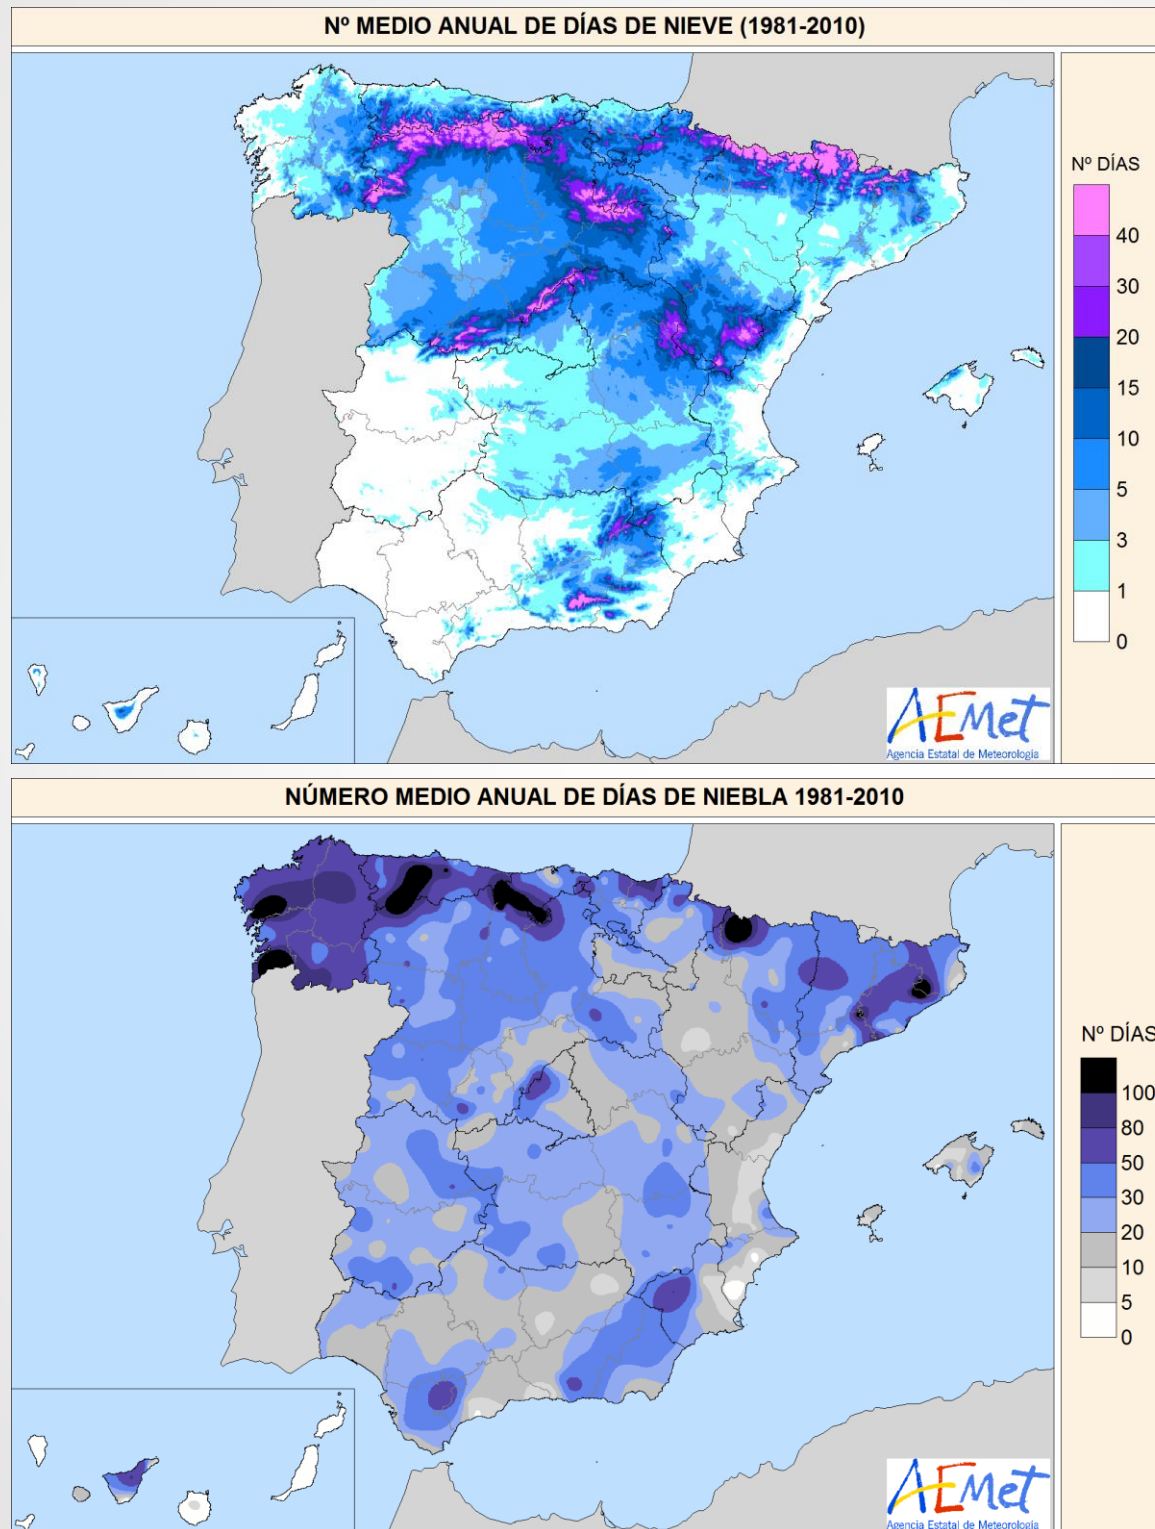 Nº MEDIO ANUAL DE DÍAS DE NIEVE (1981-2010)
Nº DÍAS
40
30
20
15
10
5
3
1
0
AEMet
Agencia Estatal de Meteorología
NÚMERO MEDIO ANUAL DE DÍAS DE NIEBLA 1981-2010
Nº DÍAS
100
80
50
30
20
10
5
0
AEMet
Agencia Estatal de Meteorología